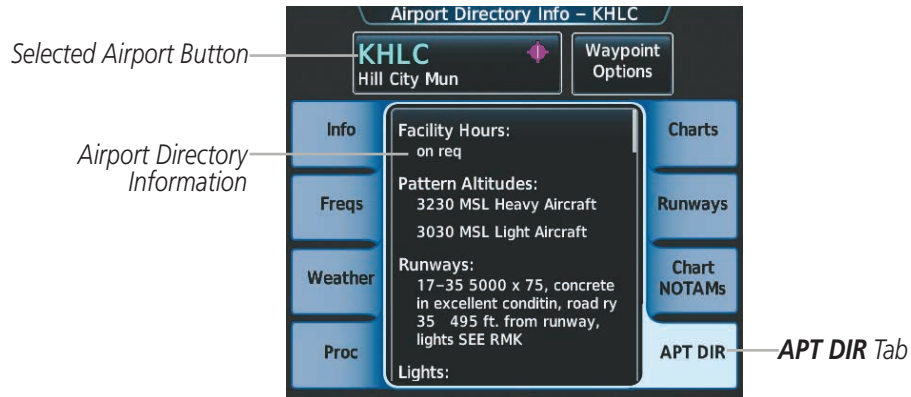 Airport Directory Info – KHLC
Selected Airport Button
KHLC
Hill City Mun
Waypoint
Options
Info
Freqs
Weather
Proc
Airport Directory
Information
Facility Hours:
on req
Pattern Altitudes:
3230 MSL Heavy Aircraft
3030 MSL Light Aircraft
Runways:
17–35 5000 x 75, concrete
in excellent conditin, road ry
35 495 ft. from runway,
lights SEE RMK
Lights:
Charts
Runways
Chart
NOTAMs
APT DIR
APT DIR Tab